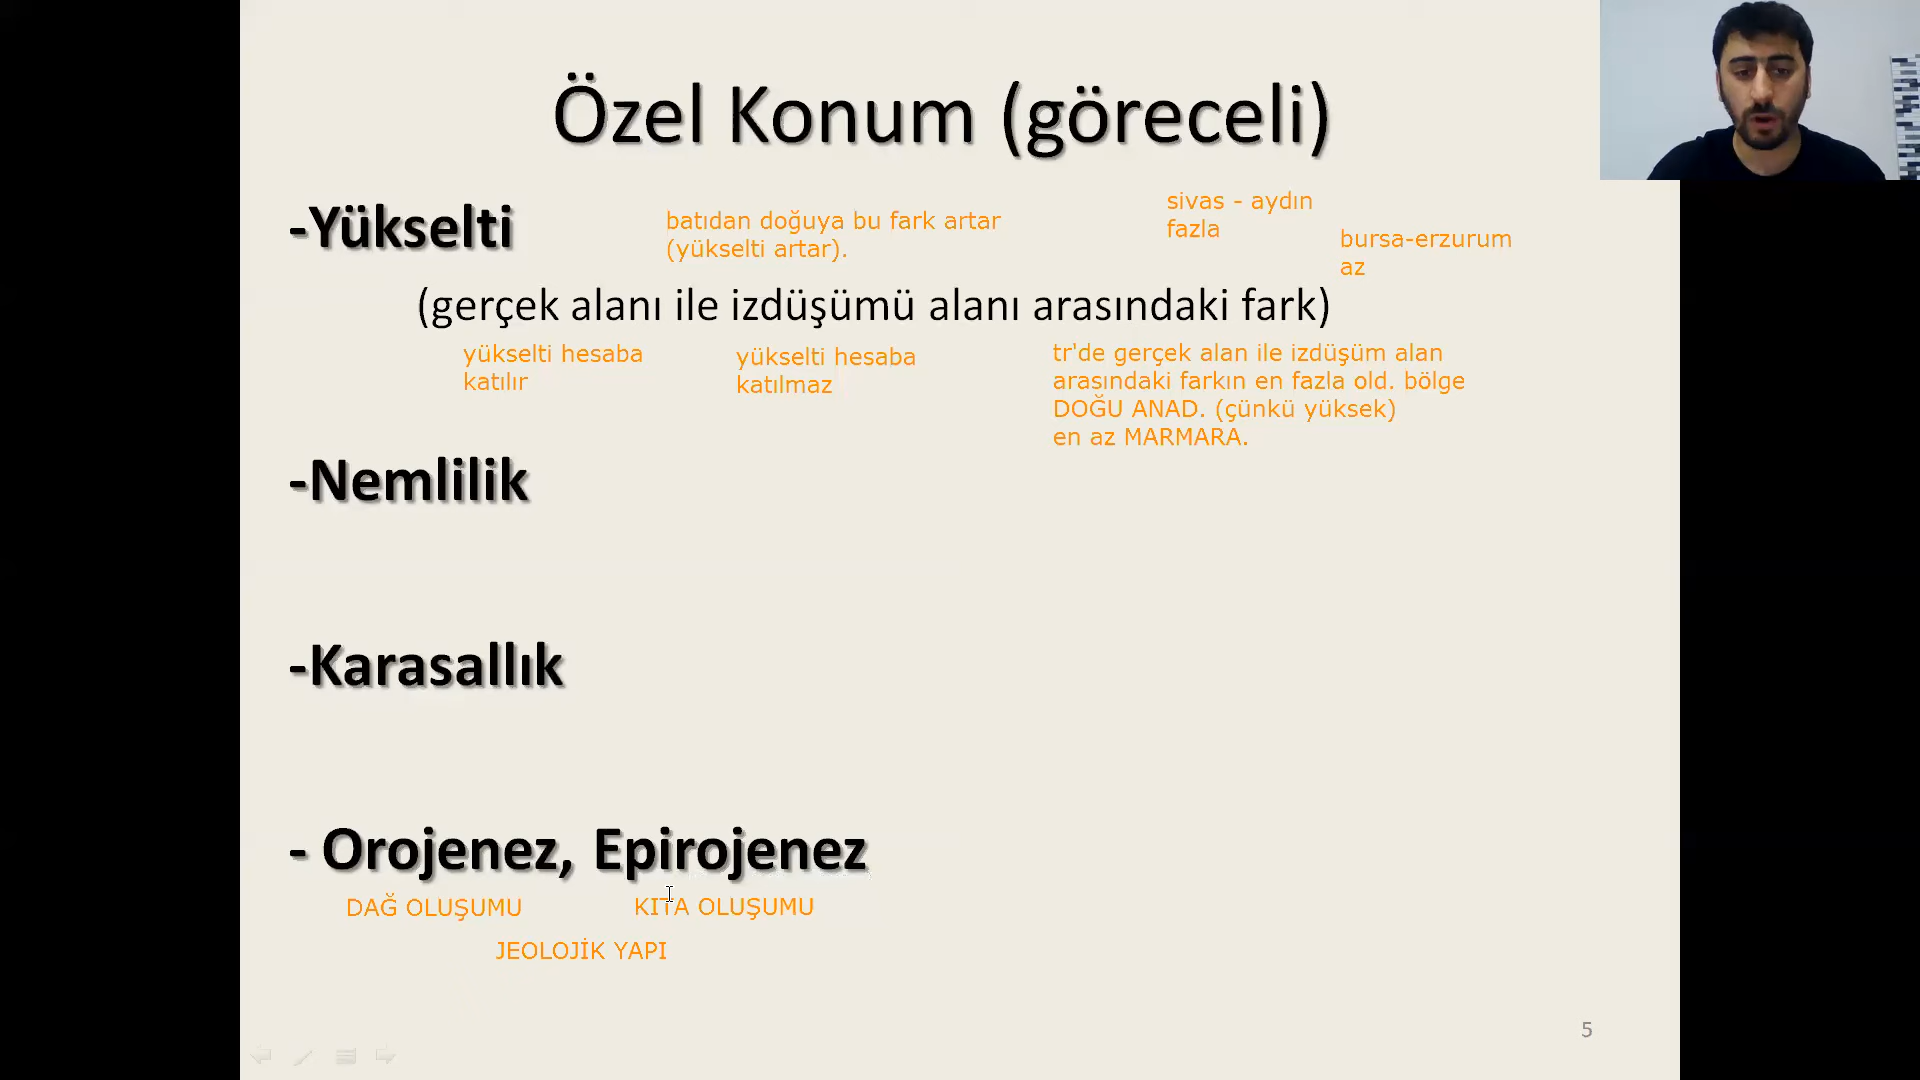 Özel Konum (göreceli)
-Yükselti
batıdan doğuya bu fark artar
(yükselti artar).
sivas - aydın
fazla
bursa-erzurum
az
(gerçek alanı ile izdüşümü alanı arasındaki fark)
yükselti hesaba
katılır
yükselti hesaba
katılmaz
tr'de gerçek alan ile izdüşüm alan
arasındaki farkın en fazla old. bölge
DOĞU ANAD. (çünkü yüksek)
en az MARMARA.
-Nemlilik
-Karasallık
- Orojenez, Epirojenez
DAĞ OLUŞUMU
KITA OLUŞUMU
JEOLOJİK YAPI
5